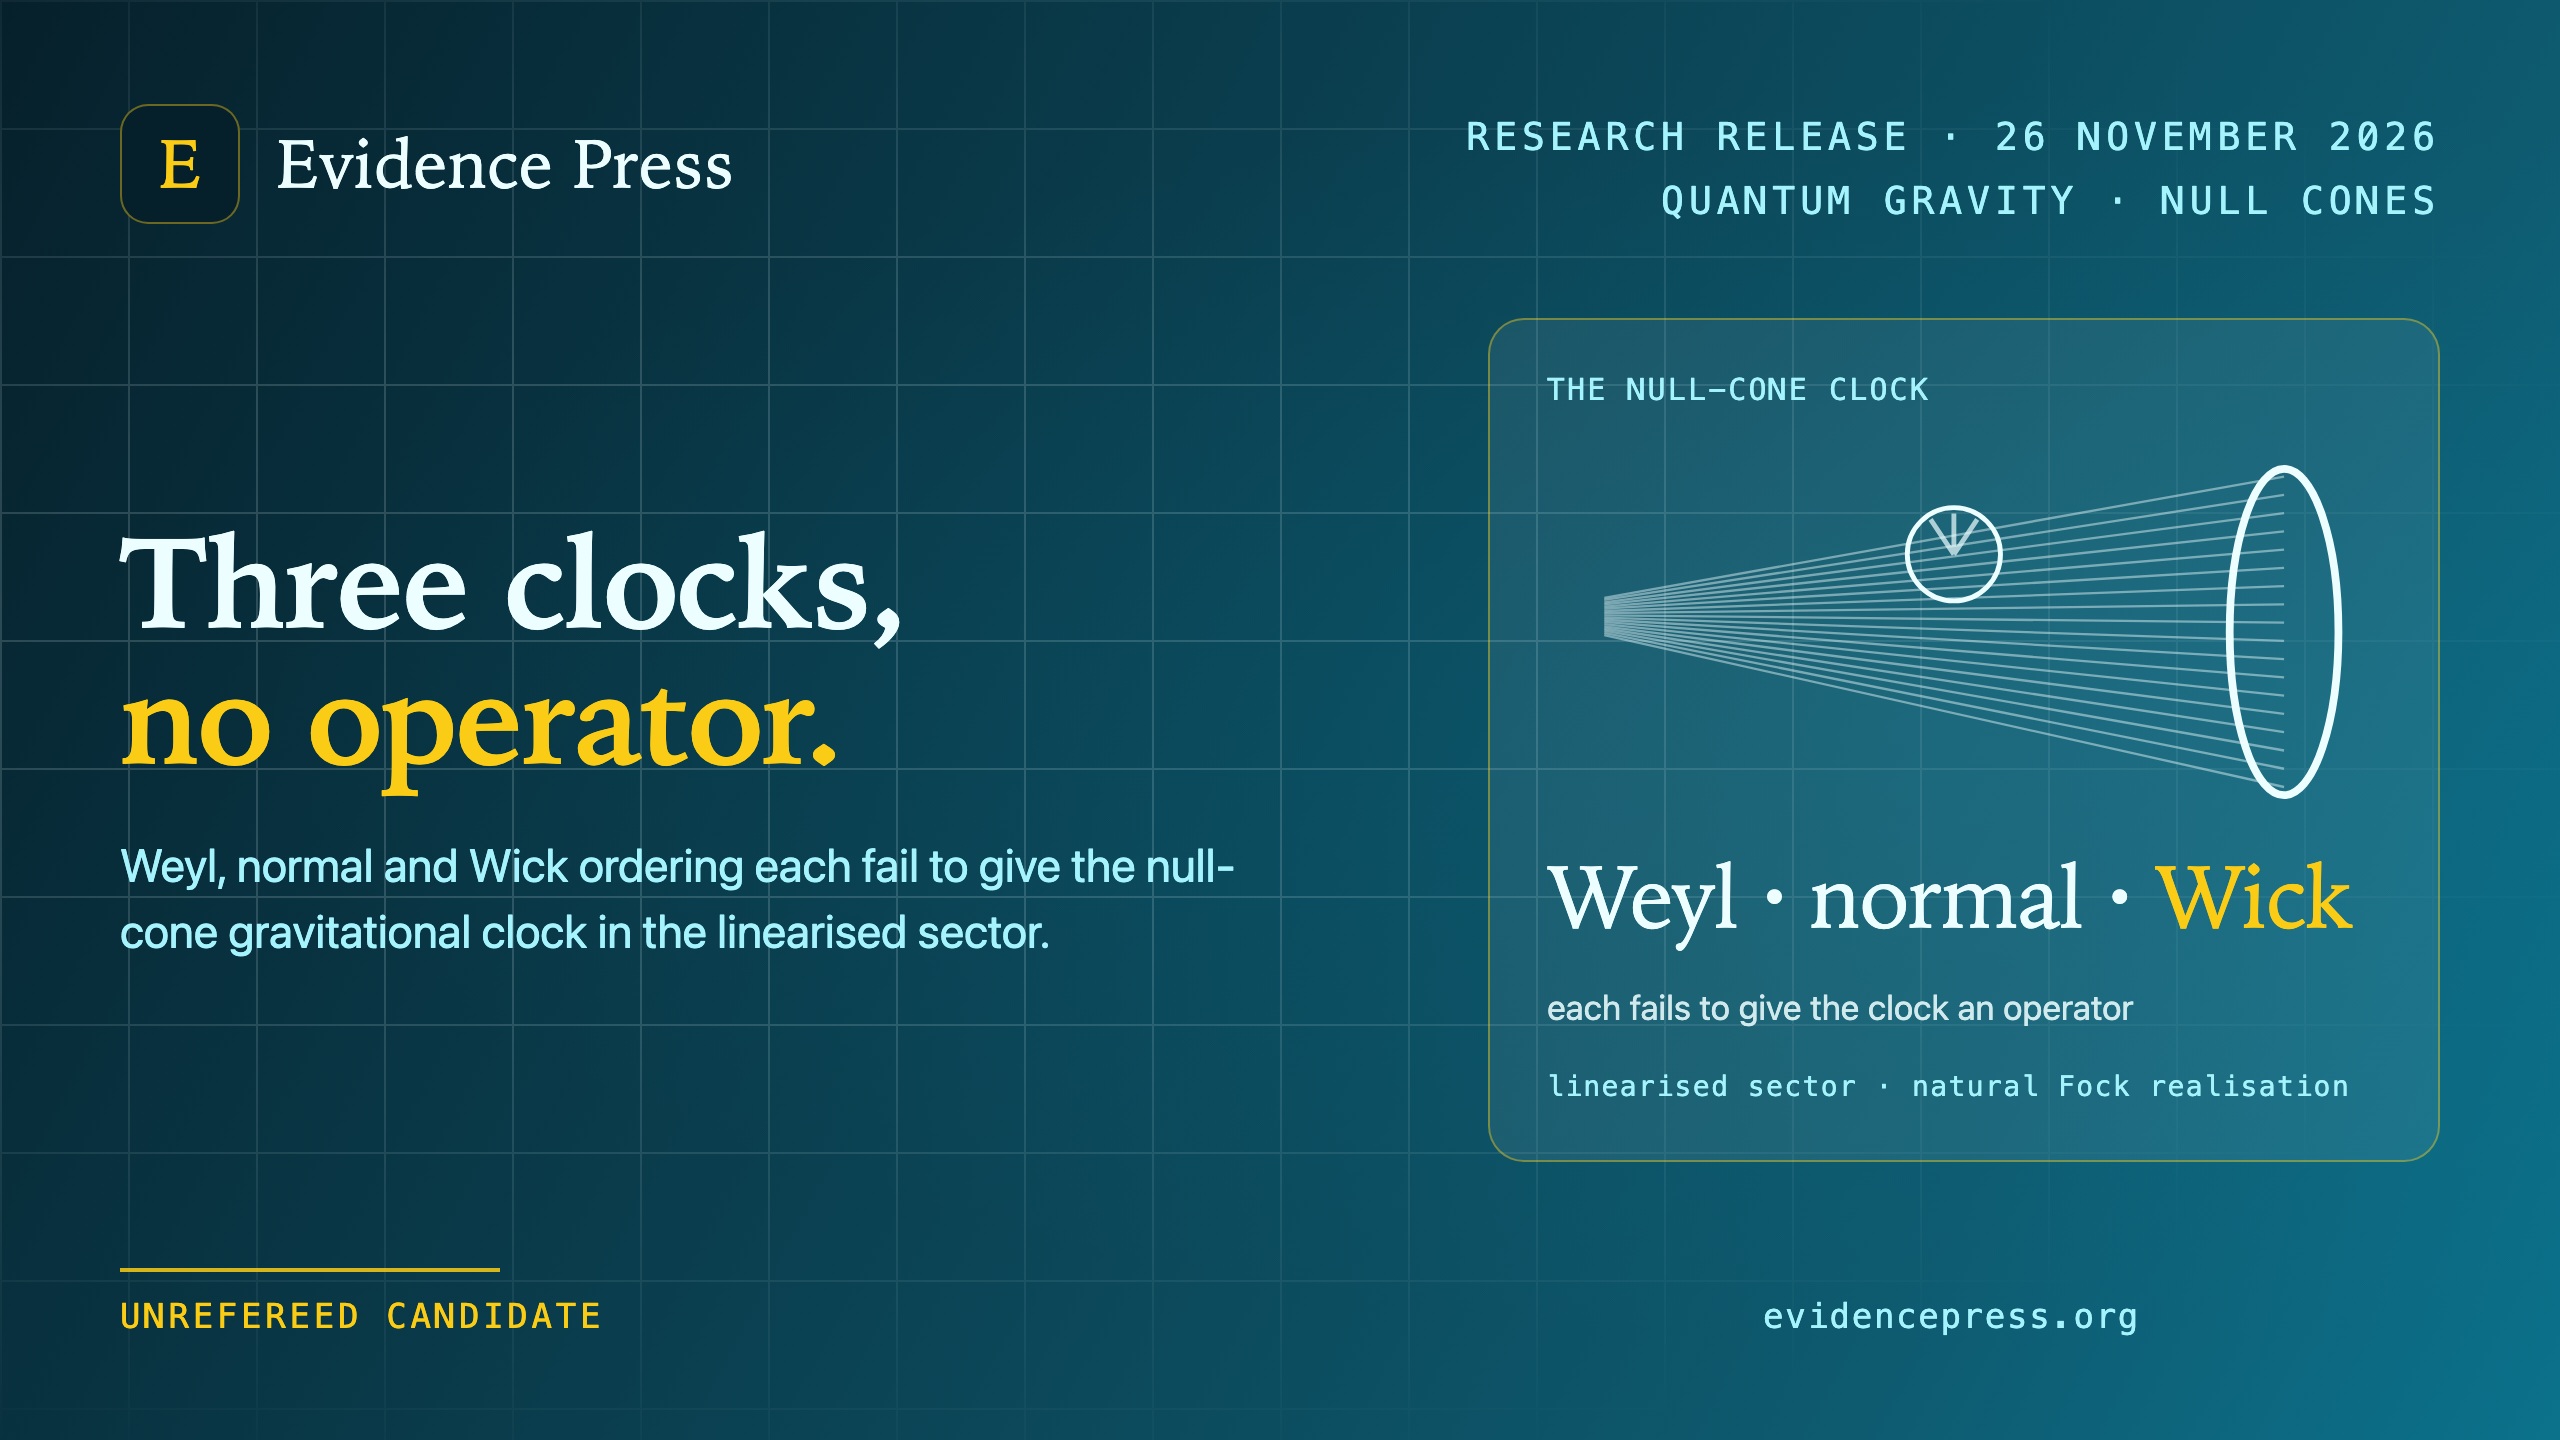 E
Evidence Press
RESEARCH RELEASE · 26 NOVEMBER 2026
QUANTUM GRAVITY · NULL CONES
Three clocks,
no operator.
Weyl, normal and Wick ordering each fail to give the null-
cone gravitational clock in the linearised sector.
THE NULL–CONE CLOCK
Weyl · normal · Wick
each fails to give the clock an operator
linearised sector · natural Fock realisation
UNREFEREED CANDIDATE
evidencepress.org